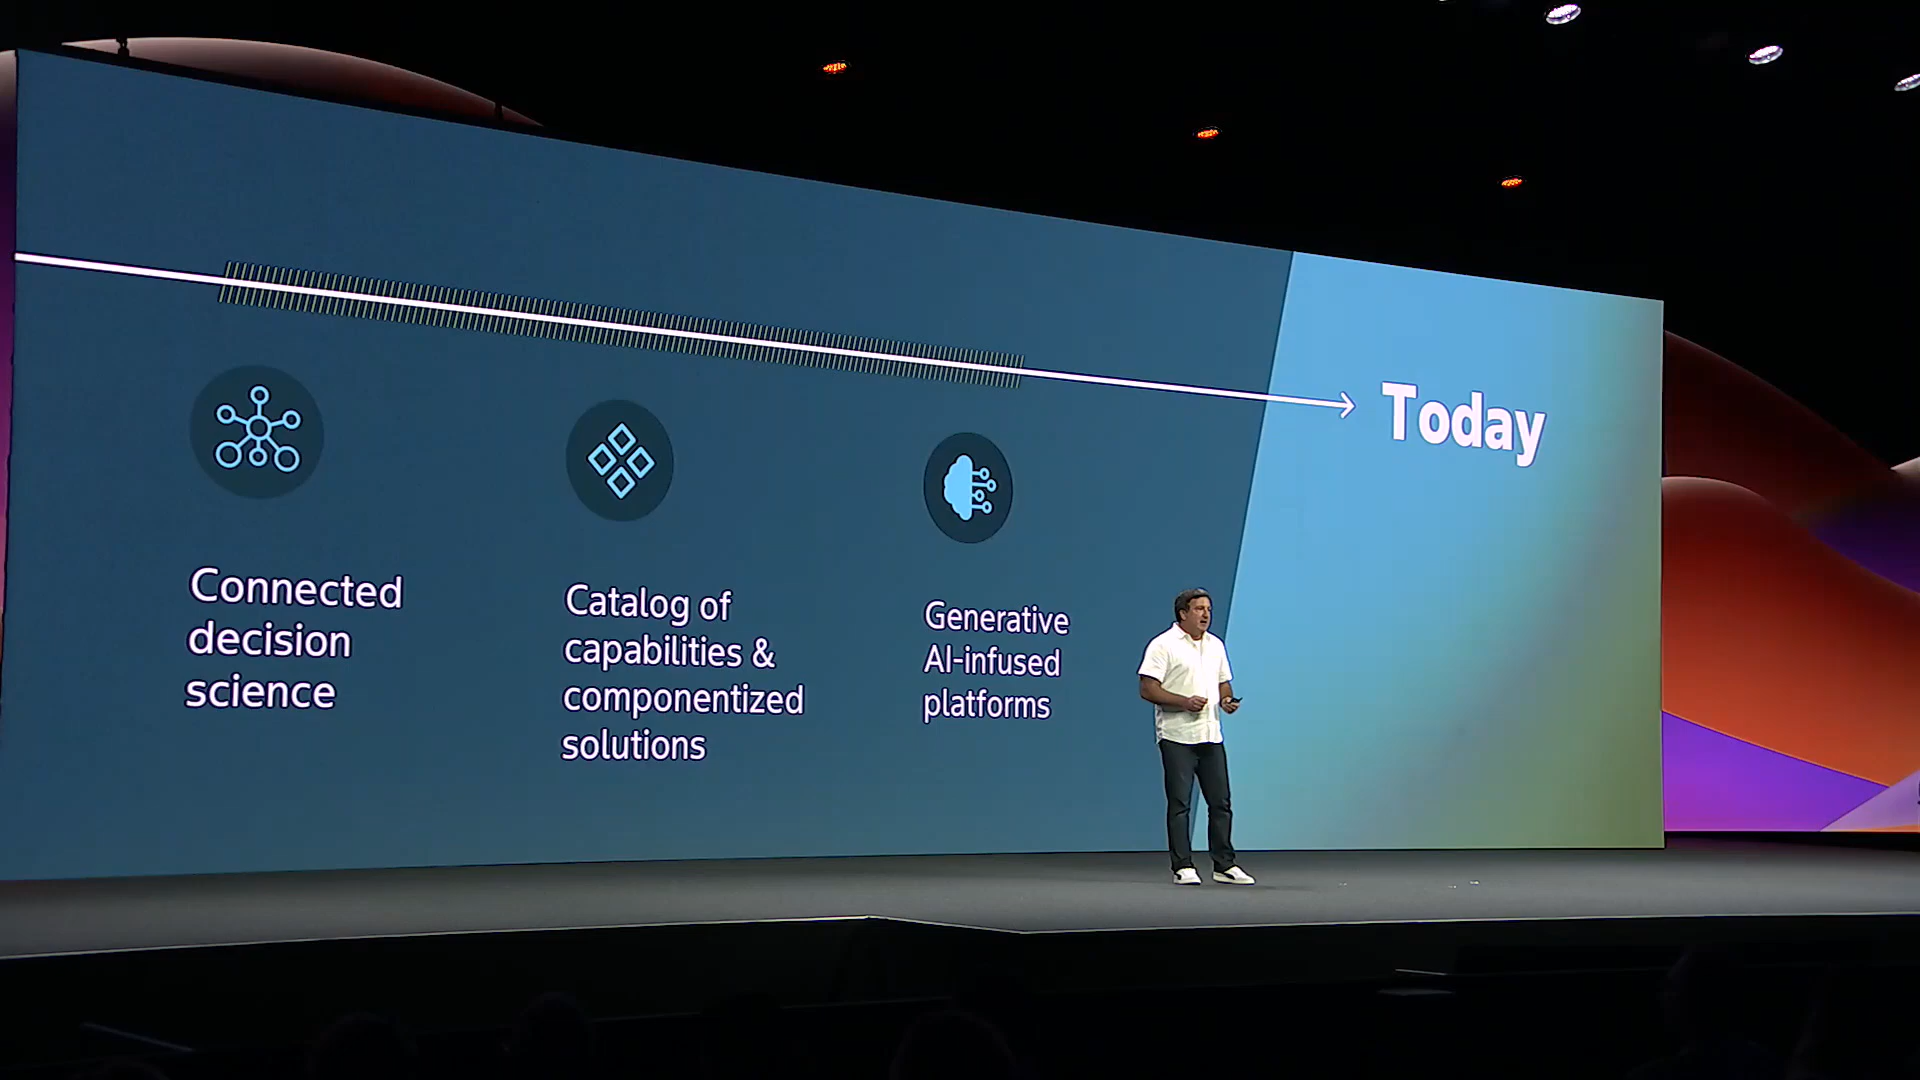 Today
Connected
decision
science
Catalog of
capabilities &
componentized
solutions
Generative
AI-infused
platforms